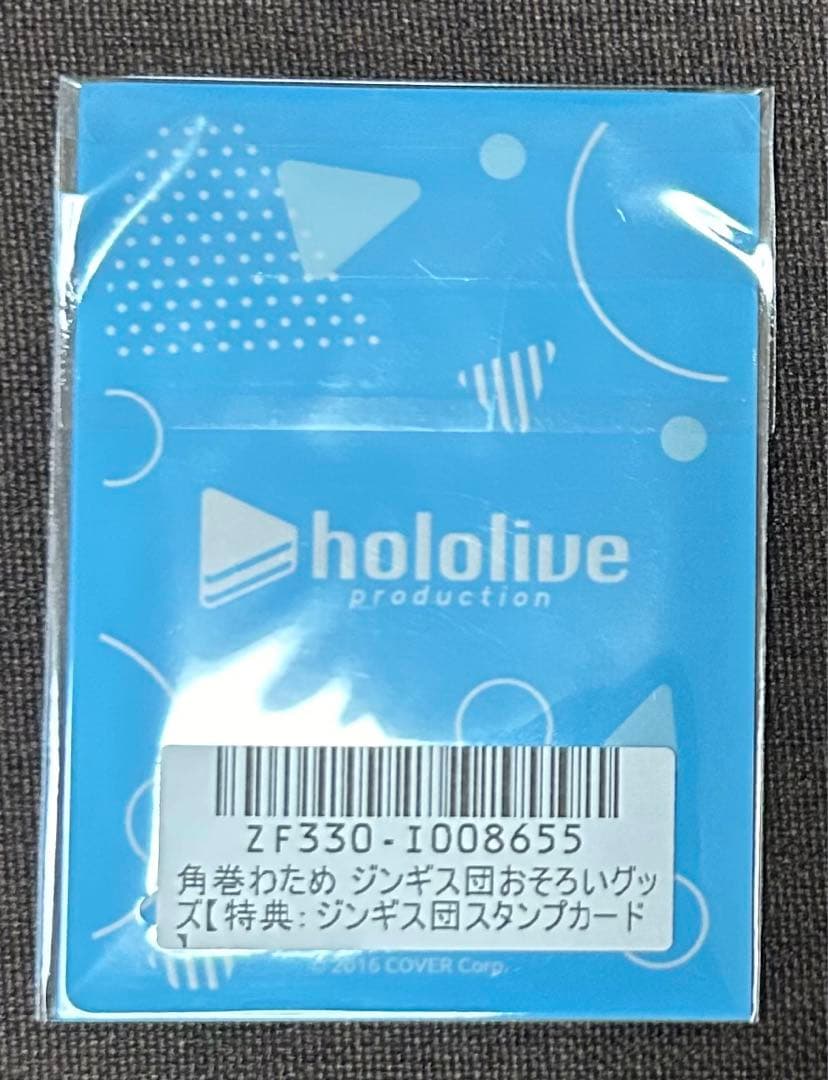 hololive
production
ZF330-I008655
角巻わため ジンギス団おそろいグッ
ズ【特典:ジンギス団スタンプカード
】
© 2016 COVER Corp.